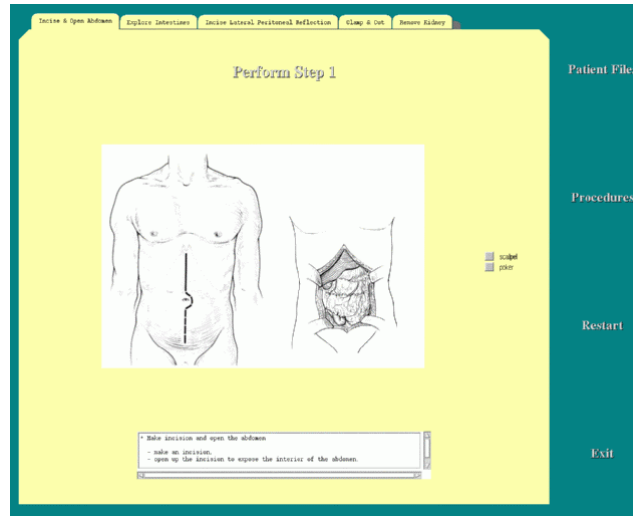 Incise & Open Abdomen
Explore Intestines
Incise Lateral Peritoneal Reflection
Clamp & Cut
Remove Kidney
Perform Step 1
Patient File
Procedures
scalpel
poker
Restart
* Make incision and open the abdomen
- make an incision.
- open up the incision to expose the interior of the abdomen.
Exit